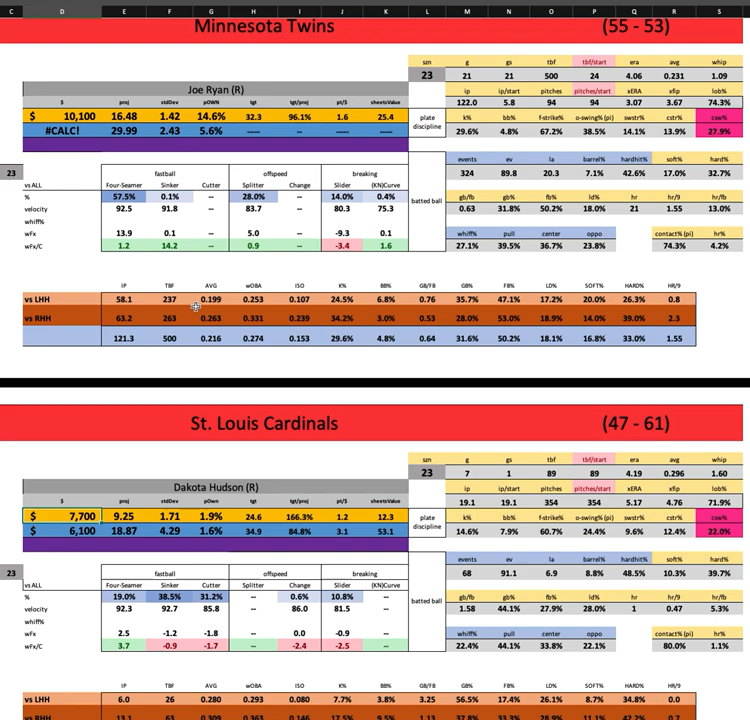 C D E F G H I J K L M N O P Q R S
Minnesota Twins (55 - 53)
szn g gs tbf tbf/start era avg whip
23 21 21 500 24 4.06 0.231 1.09
Joe Ryan (R) ip ip/start pitches pitches/start xERA xfip lob%
$ proj stdDev pOWN tgt tgt/proj pt/$ sheetsValue 122.0 5.8 94 94 3.07 3.67 74.3%
$ 10,100 16.48 1.42 14.6% 32.3 96.1% 1.6 25.4 plate discipline k% bb% f-strike% o-swing% (pi) swstr% cstr% csw%
#CALC! 29.99 2.43 5.6% ----- ----- -- ----- 29.6% 4.8% 67.2% 38.5% 14.1% 13.9% 27.9%
events ev la barrel% hardhit% soft% hard%
23 fastball offspeed breaking 324 89.8 20.3 7.1% 42.6% 17.0% 32.7%
vs ALL Four-Seamer Sinker Cutter Splitter Change Slider (KN)Curve
% 57.5% 0.1% -- 28.0% -- 14.0% 0.4% batted ball gb/fb gb% fb% ld% hr hr/9 hr/fb
velocity 92.5 91.8 -- 83.7 -- 80.3 75.3 0.63 31.8% 50.2% 18.0% 21 1.55 13.0%
whiff%
wFx 13.9 0.1 -- 5.0 -- -9.3 0.1 whiff% pull center oppo contact% (pi) hr%
wFx/C 1.2 14.2 -- 0.9 -- -3.4 1.6 27.1% 39.5% 36.7% 23.8% 74.3% 4.2%
IP TBF AVG wOBA ISO K% BB% GB/FB GB% FB% LD% SOFT% HARD% HR/9
vs LHH 58.1 237 0.199 0.253 0.107 24.5% 6.8% 0.76 35.7% 47.1% 17.2% 20.0% 26.3% 0.8
vs RHH 63.2 263 0.263 0.331 0.239 34.2% 3.0% 0.53 28.0% 53.0% 18.9% 14.0% 39.0% 2.3
121.3 500 0.216 0.274 0.153 29.6% 4.8% 0.64 31.6% 50.2% 18.1% 16.8% 33.0% 1.55
St. Louis Cardinals (47 - 61)
szn g gs tbf tbf/start era avg whip
23 7 1 89 89 4.19 0.296 1.60
Dakota Hudson (R) ip ip/start pitches pitches/start xERA xfip lob%
$ proj stdDev pOwn tgt tgt/proj pt/$ sheetsValue 19.1 19.1 354 354 5.17 4.76 71.9%
$ 7,700 9.25 1.71 1.9% 24.6 166.3% 1.2 12.3 plate discipline k% bb% f-strike% o-swing% (pi) swstr% cstr% csw%
$ 6,100 18.87 4.29 1.6% 34.9 84.8% 3.1 53.1 14.6% 7.9% 60.7% 24.4% 9.6% 12.4% 22.0%
events ev la barrel% hardhit% soft% hard%
23 fastball offspeed breaking 68 91.1 6.9 8.8% 48.5% 10.3% 39.7%
vs ALL Four-Seamer Sinker Cutter Splitter Change Slider (KN)Curve
% 19.0% 38.5% 31.2% -- 0.6% 10.8% -- batted ball gb/fb gb% fb% ld% hr hr/9 hr/fb
velocity 92.3 92.7 85.8 -- 86.0 81.5 -- 1.58 44.1% 27.9% 28.0% 1 0.47 5.3%
whiff%
wFx 2.5 -1.2 -1.8 -- 0.0 -0.9 -- whiff% pull center oppo contact% (pi) hr%
wFx/C 3.7 -0.9 -1.7 -- -2.4 -2.5 -- 22.4% 44.1% 33.8% 22.1% 80.0% 1.1%
IP TBF AVG wOBA ISO K% BB% GB/FB GB% FB% LD% SOFT% HARD% HR/9
vs LHH 6.0 26 0.280 0.293 0.080 7.7% 3.8% 3.25 56.5% 17.4% 26.1% 8.7% 34.8% 0.0
vs RHH 13.1 63 0.309 0.363 0.146 17.5% 9.5% 1.13 37.8% 33.3% 28.9% 11.1% 42.2% 0.7